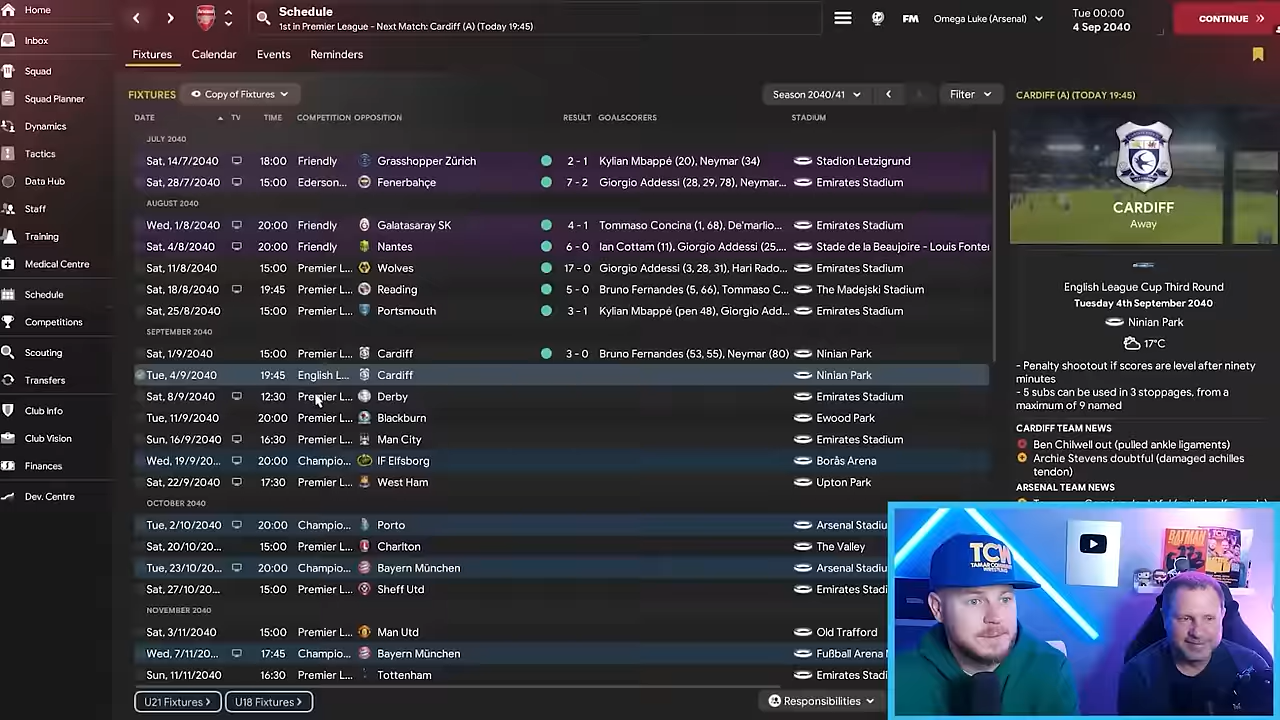 Home
Schedule
1st in Premier League - Next Match: Cardiff (A) (Today 19:45)
FM
Omega Luke (Arsenal)
Tue 00:00
4 Sep 2040
CONTINUE
Inbox
Squad
Squad Planner
Dynamics
Tactics
Data Hub
Staff
Training
Medical Centre
Schedule
Competitions
Scouting
Transfers
Club Info
Club Vision
Finances
Dev. Centre
Fixtures Calendar Events Reminders
FIXTURES Copy of Fixtures Season 2040/41 Filter
DATE TV TIME COMPETITION OPPOSITION RESULT GOALSCORERS STADIUM
JULY 2040
Sat, 14/7/2040 18:00 Friendly Grasshopper Zürich 2 - 1 Kylian Mbappé (20), Neymar (34) Stadion Letzigrund
Sat, 28/7/2040 15:00 Ederson... Fenerbahçe 7 - 2 Giorgio Addessi (28, 29, 78), Neymar... Emirates Stadium
AUGUST 2040
Wed, 1/8/2040 20:00 Friendly Galatasaray SK 4 - 1 Tommaso Concina (1, 68), De'marlio... Emirates Stadium
Sat, 4/8/2040 20:00 Friendly Nantes 6 - 0 Ian Cottam (11), Giorgio Addessi (25,... Stade de la Beaujoire - Louis Fonte
Sat, 11/8/2040 15:00 Premier L... Wolves 17 - 0 Giorgio Addessi (3, 28, 31), Hari Rado... Emirates Stadium
Sat, 18/8/2040 19:45 Premier L... Reading 5 - 0 Bruno Fernandes (5, 66), Tommaso C... The Madejski Stadium
Sat, 25/8/2040 15:00 Premier L... Portsmouth 3 - 1 Kylian Mbappé (pen 48), Giorgio Add... Emirates Stadium
SEPTEMBER 2040
Sat, 1/9/2040 15:00 Premier L... Cardiff 3 - 0 Bruno Fernandes (53, 55), Neymar (80) Ninian Park
Tue, 4/9/2040 19:45 English L... Cardiff Ninian Park
Sat, 8/9/2040 12:30 Premier L... Derby Emirates Stadium
Tue, 11/9/2040 20:00 Premier L... Blackburn Ewood Park
Sun, 16/9/2040 16:30 Premier L... Man City Emirates Stadium
Wed, 19/9/20... 20:00 Champio... IF Elfsborg Borås Arena
Sat, 22/9/2040 17:30 Premier L... West Ham Upton Park
OCTOBER 2040
Tue, 2/10/2040 20:00 Champio... Porto Arsenal Stadiu
Sat, 20/10/20... 15:00 Premier L... Charlton The Valley
Tue, 23/10/20... 20:00 Champio... Bayern München Arsenal Stadiu
Sat, 27/10/20... 15:00 Premier L... Sheff Utd Emirates Stad
NOVEMBER 2040
Sat, 3/11/2040 15:00 Premier L... Man Utd Old Trafford
Wed, 7/11/20... 17:45 Champio... Bayern München Fußball Arena
Sun, 11/11/2040 16:30 Premier L... Tottenham Emirates Stad
U21 Fixtures U18 Fixtures Responsibilities
CARDIFF (A) (TODAY 19:45)
CARDIFF
Away
English League Cup Third Round
Tuesday 4th September 2040
Ninian Park
17°C
- Penalty shootout if scores are level after ninety
minutes
- 5 subs can be used in 3 stoppages, from a
maximum of 9 named
CARDIFF TEAM NEWS
Ben Chilwell out (pulled ankle ligaments)
Archie Stevens doubtful (damaged achilles
tendon)
ARSENAL TEAM NEWS
TCW
BATMAN
TCW